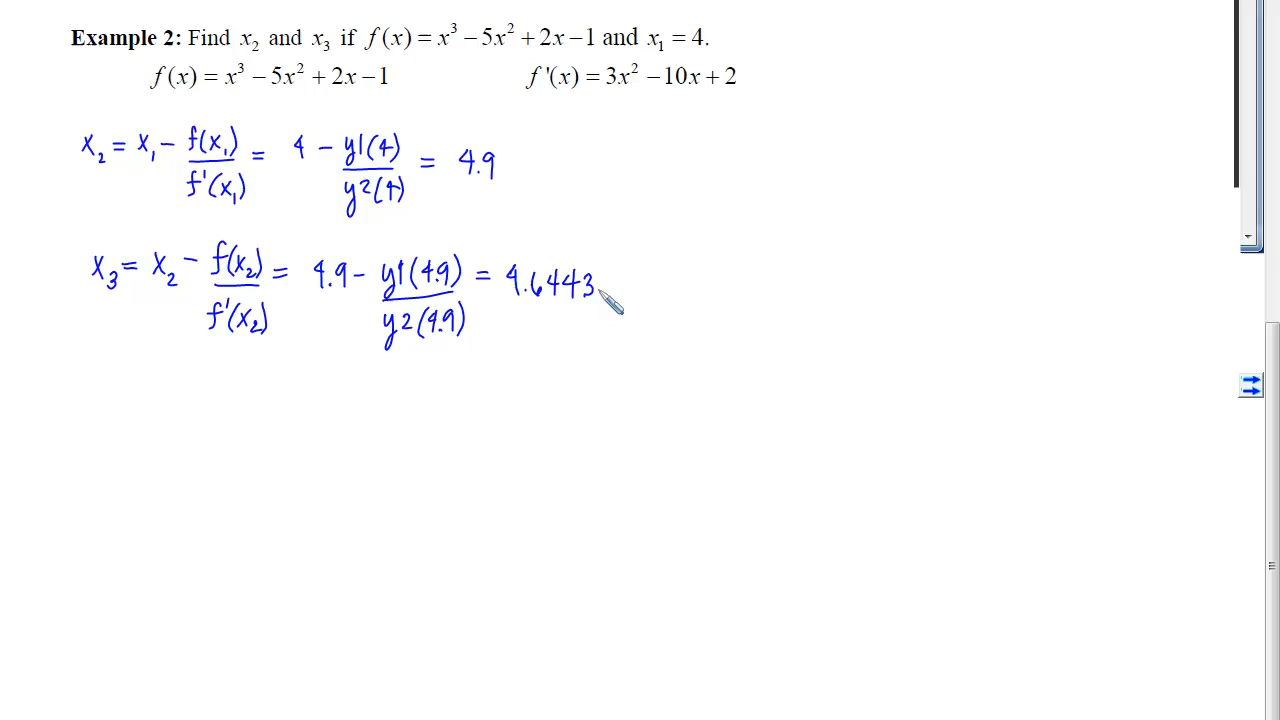 Example 2: Find x₂ and x₃ if f(x) = x³ − 5x² + 2x − 1 and x₁ = 4.
f(x) = x³ − 5x² + 2x − 1 f '(x) = 3x² − 10x + 2
x₂ = x₁ − f(x₁)/f'(x₁) = 4 − y1(4)/y2(4) = 4.9
x₃ = x₂ − f(x₂)/f'(x₂) = 4.9 − y1(4.9)/y2(4.9) = 4.6443